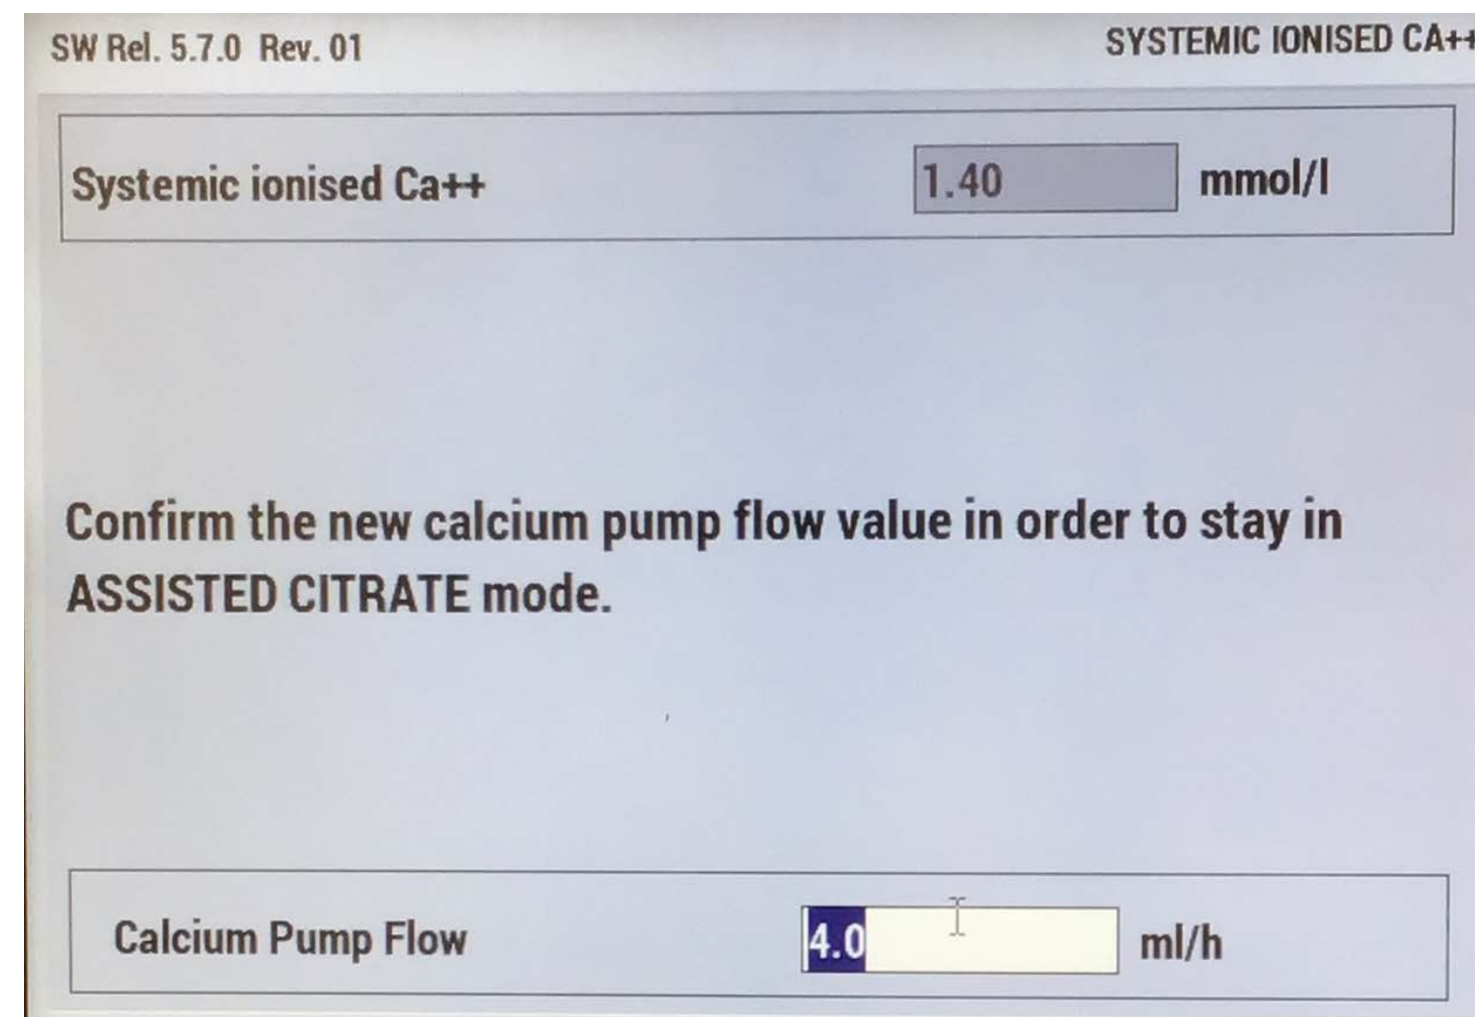 SW Rel. 5.7.0 Rev. 01 SYSTEMIC IONISED CA++
Systemic ionised Ca++ 1.40 mmol/l
Confirm the new calcium pump flow value in order to stay in
ASSISTED CITRATE mode.
Calcium Pump Flow 4.0 ml/h